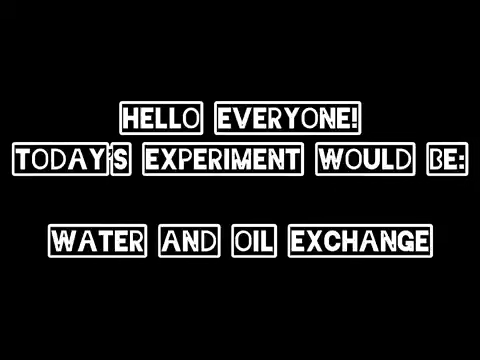 HELLO EVERYONE!
TODAY'S EXPERIMENT WOULD BE:
WATER AND OIL EXCHANGE